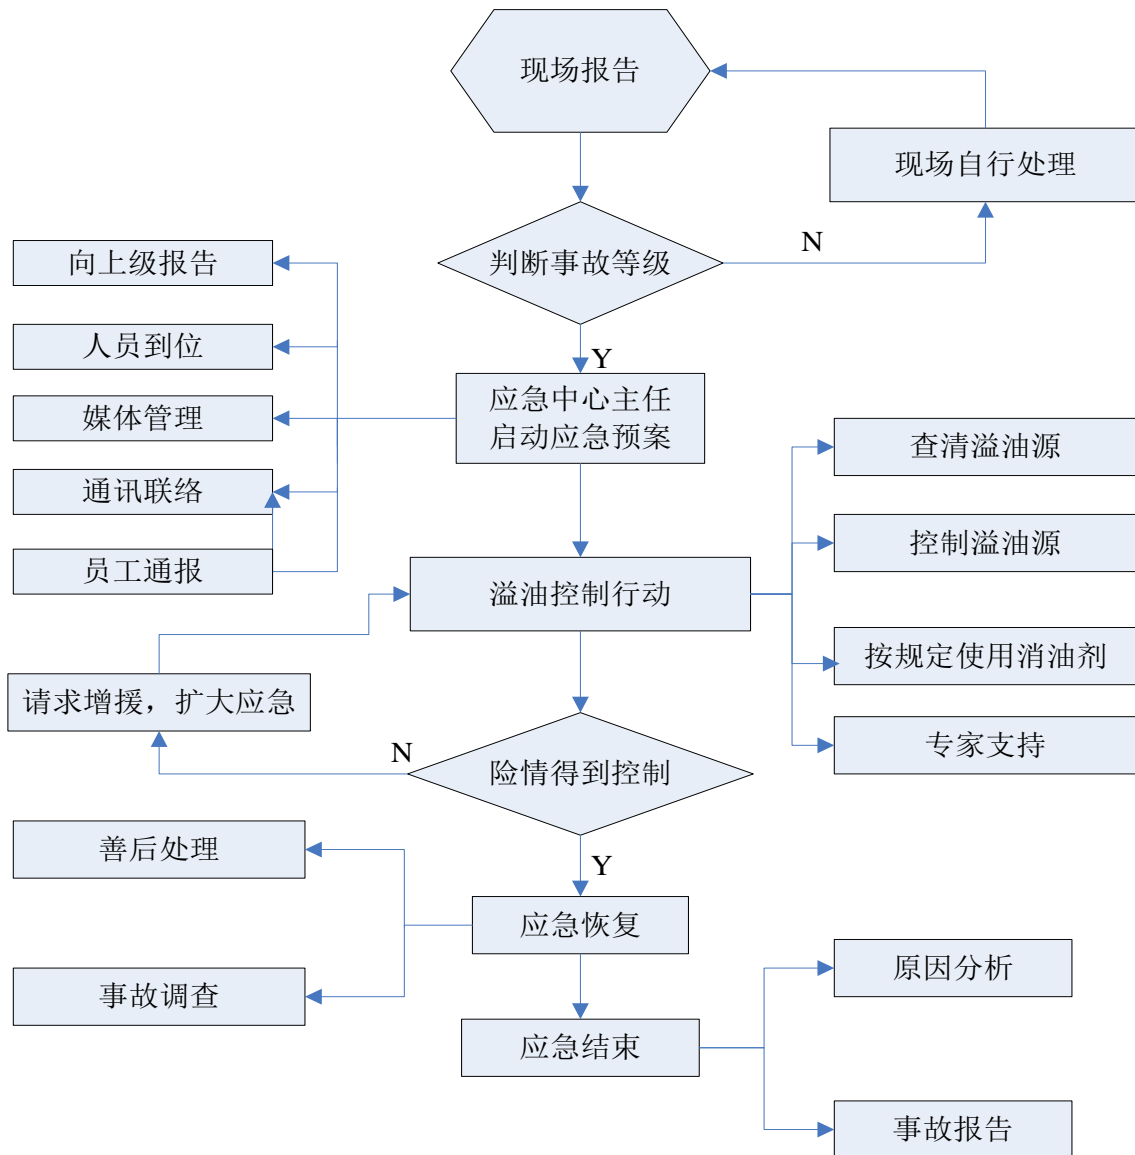 现场报告
现场自行处理
判断事故等级
N
向上级报告
人员到位
Y
媒体管理
应急中心主任
启动应急预案
查清溢油源
通讯联络
控制溢油源
员工通报
溢油控制行动
按规定使用消油剂
请求增援，扩大应急
专家支持
N
险情得到控制
善后处理
Y
应急恢复
原因分析
事故调查
应急结束
事故报告